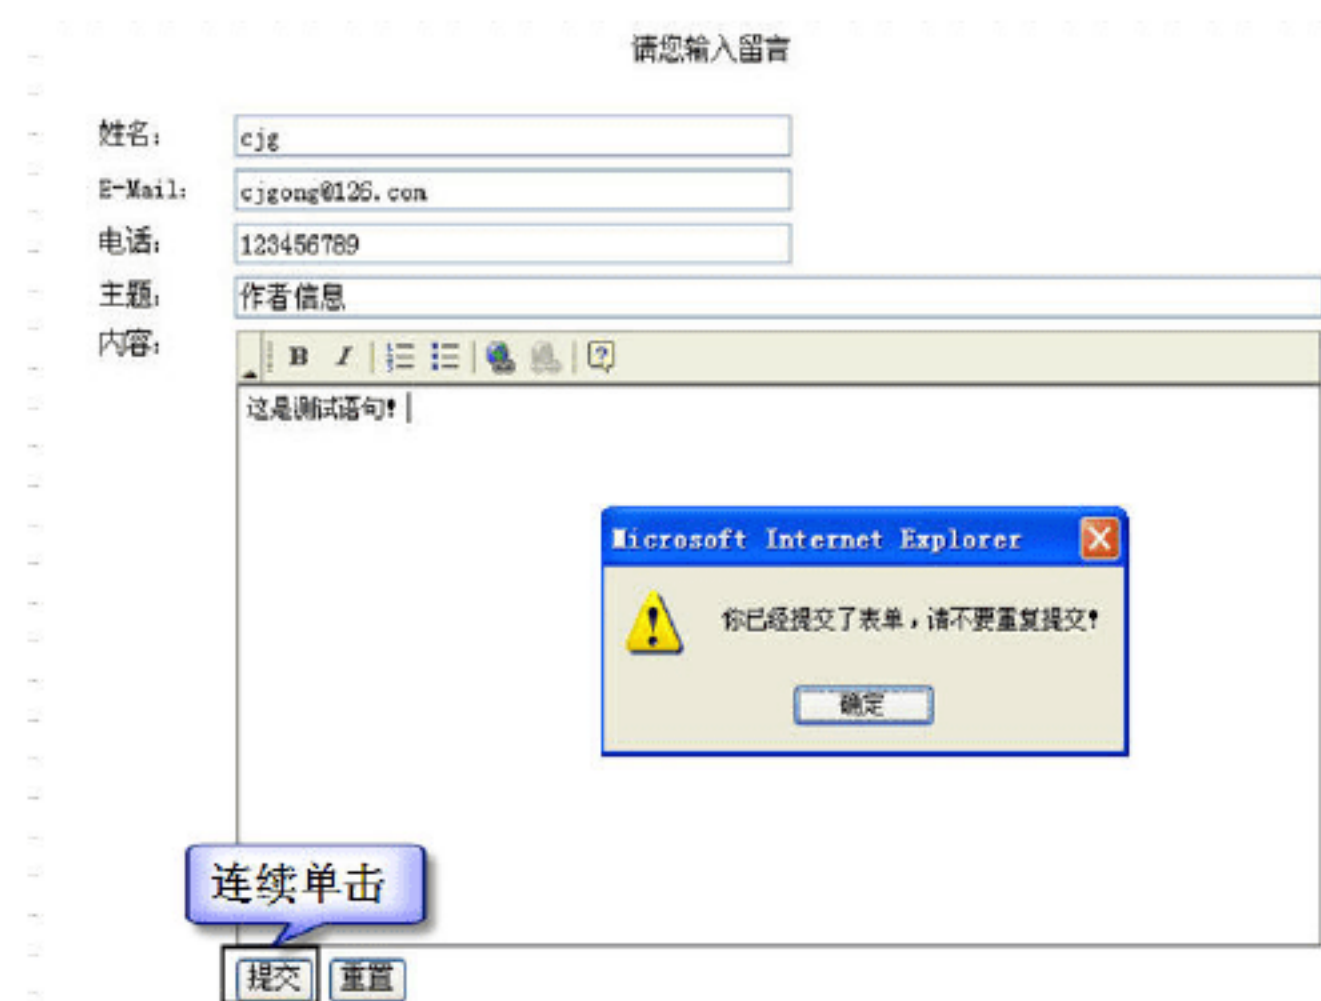 请您输入留言
姓名：
cjg
E-Mail：
cjgong@126.com
电话：
123456789
主题：
作者信息
内容：
B I
这是测试语句！
Microsoft Internet Explorer
你已经提交了表单，请不要重复提交！
确定
连续单击
提交 重置